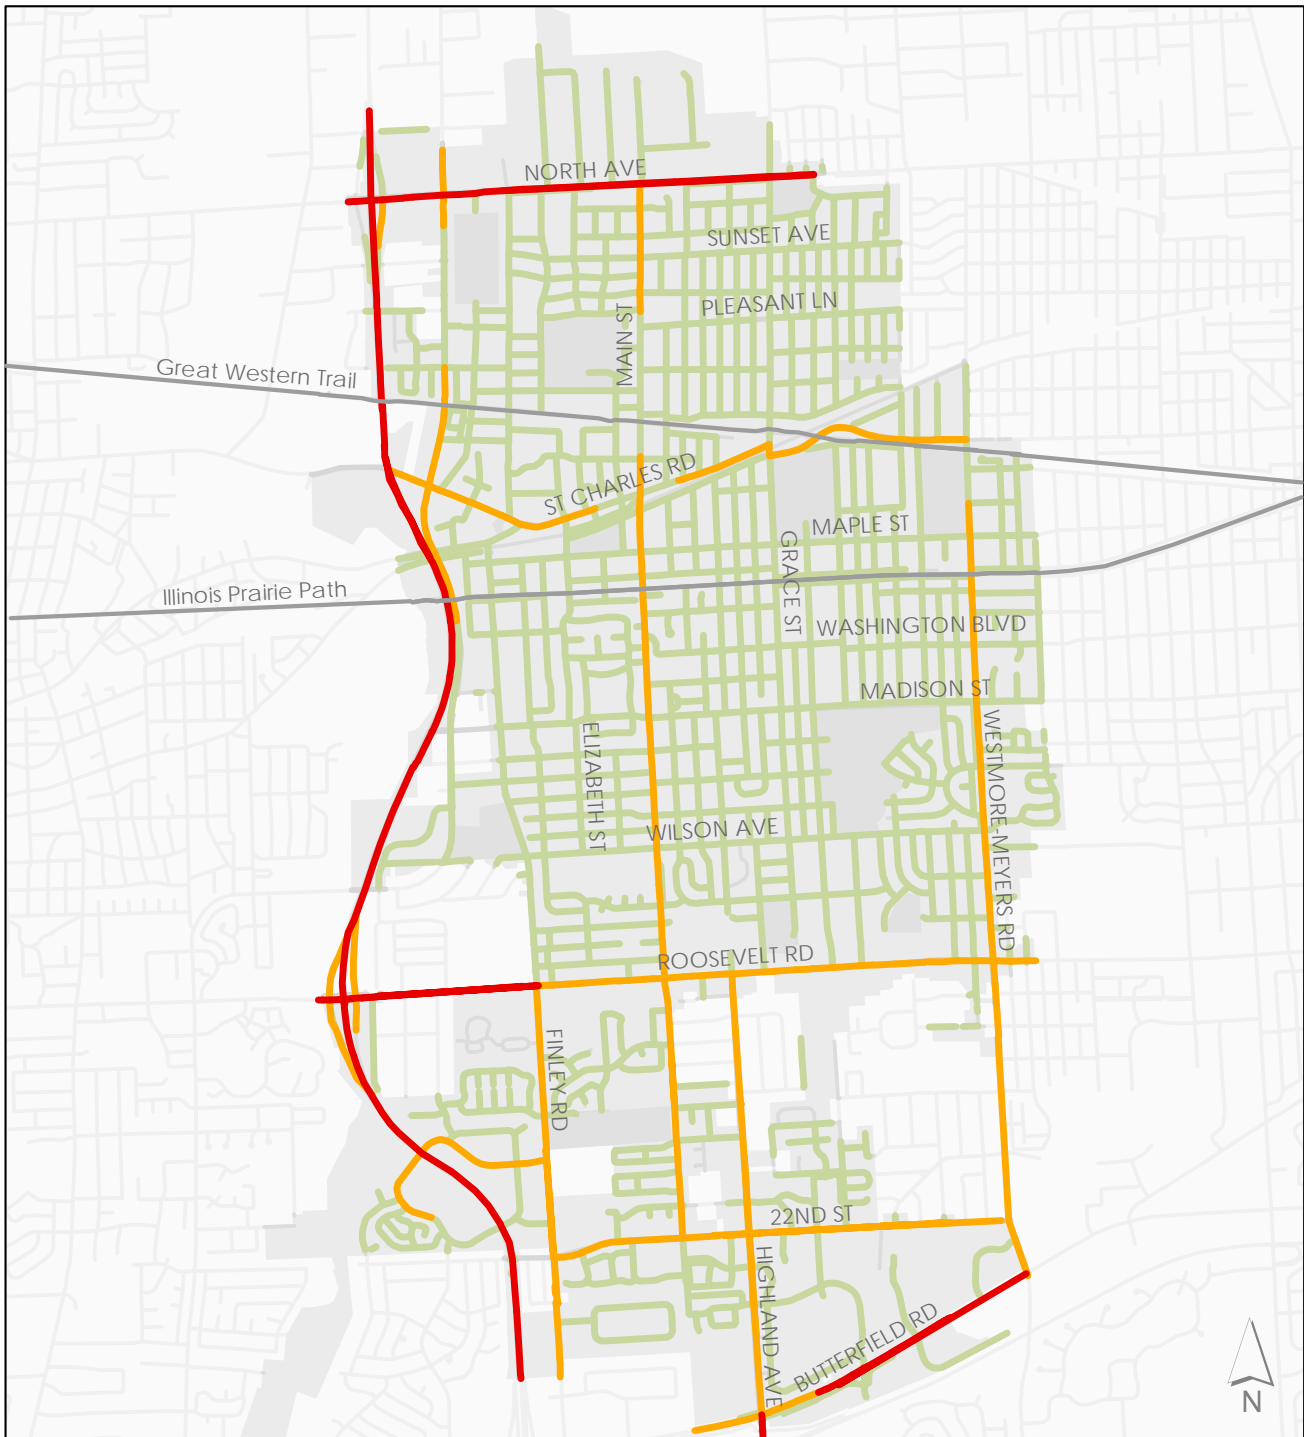 NORTH AVE
SUNSET AVE
PLEASANT LN
MAIN ST
Great Western Trail
ST CHARLES RD
MAPLE ST
GRACE ST
Illinois Prairie Path
WASHINGTON BLVD
MADISON ST
ELIZABETH ST
WESTMORE-MEYERS RD
WILSON AVE
ROOSEVELT RD
FINLEY RD
22ND ST
HIGHLAND AVE
BUTTERFIELD RD
N